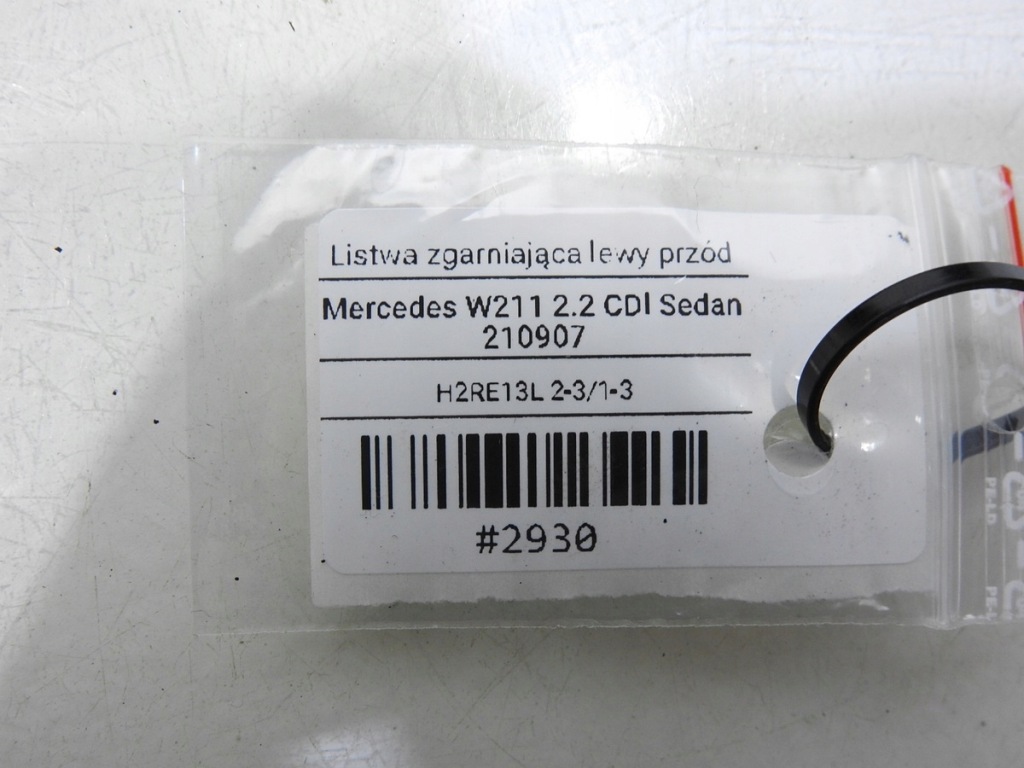 Listwa zgarniająca lewy przód
Mercedes W211 2.2 CDI Sedan
210907
H2RE13L 2-3/1-3
#2930